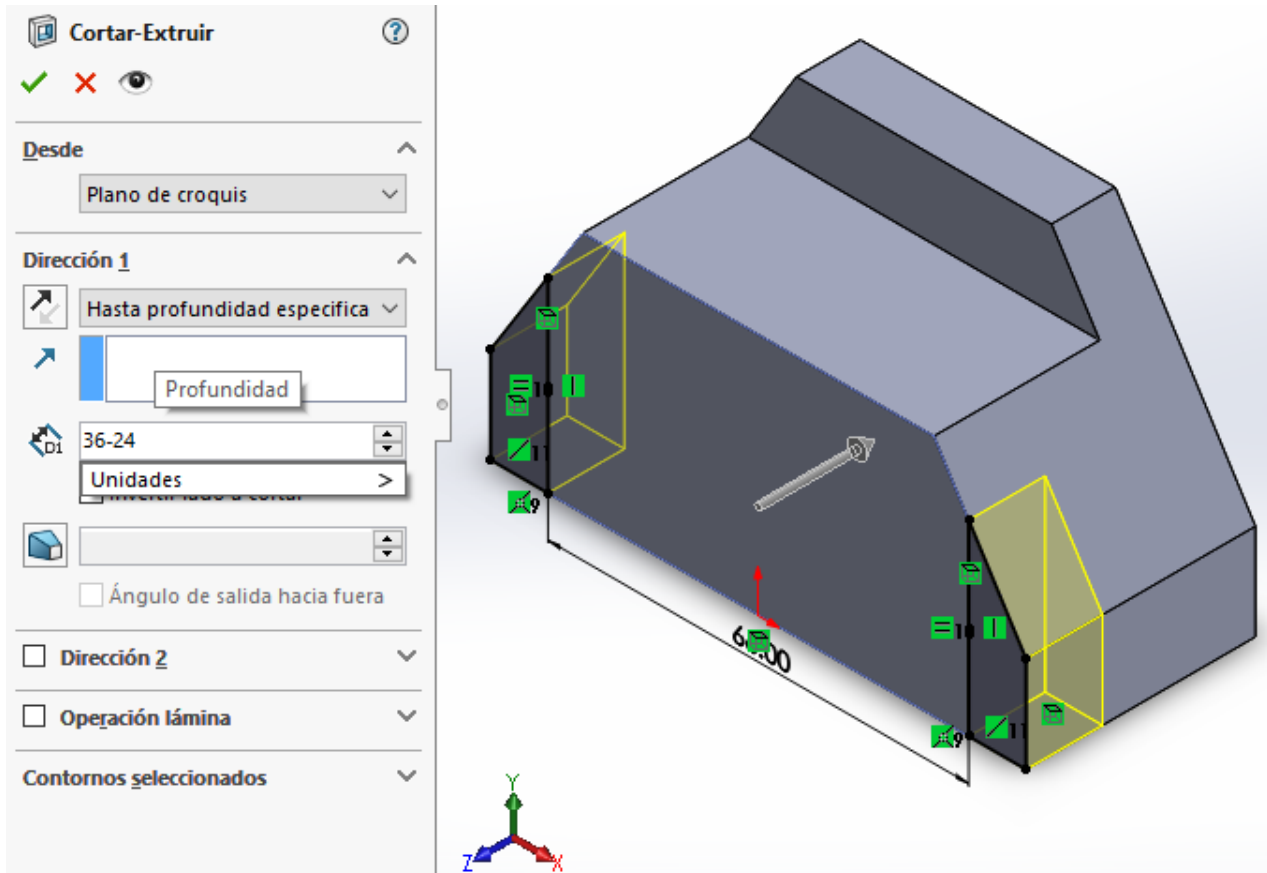 Cortar-Extruir
Desde
Plano de croquis
Dirección 1
Hasta profundidad especifica
Profundidad
D1
36-24
Unidades >
Ángulo de salida hacia fuera
Dirección 2
Operación lámina
Contornos seleccionados
10
11
9
10
11
9
Y
Z
X